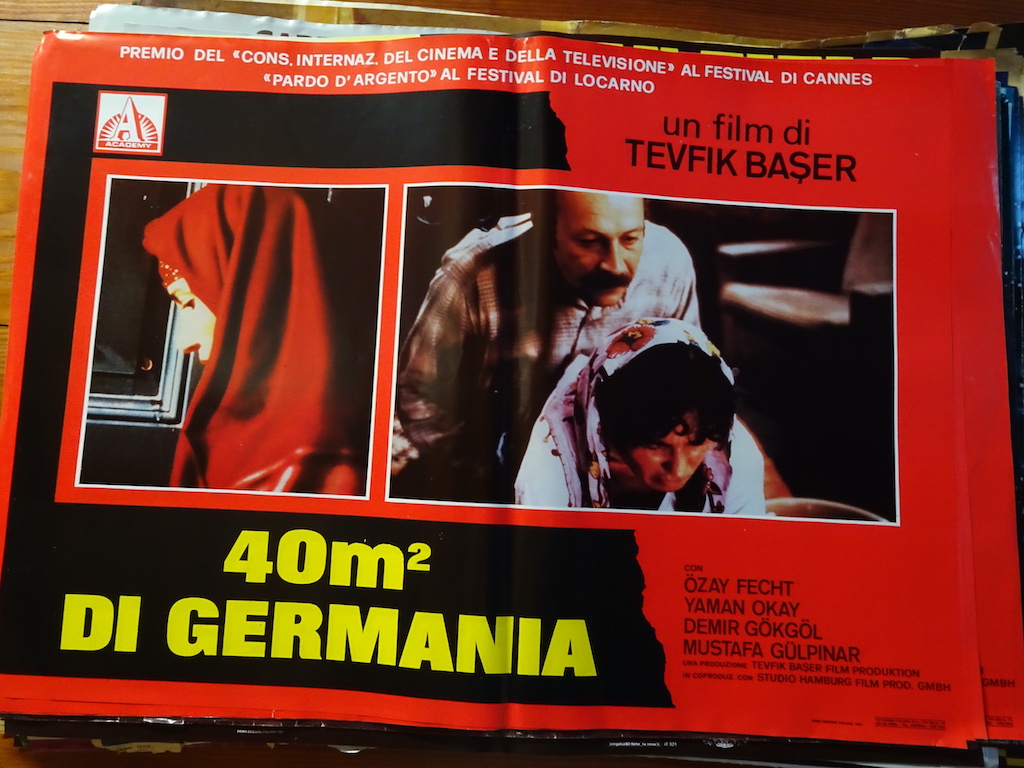 PREMIO DEL «CONS. INTERNAZ. DEL CINEMA E DELLA TELEVISIONE» AL FESTIVAL DI CANNES
«PARDO D'ARGENTO» AL FESTIVAL DI LOCARNO
A
ACADEMY
un film di
TEVFIK BAŞER
40m²
DI GERMANIA
CON
ÖZAY FECHT
YAMAN OKAY
DEMIR GÖKGÖL
MUSTAFA GÜLPINAR
UNA PRODUZIONE TEVFIK BAŞER FILM PRODUKTION
IN COPRODUZ. CON STUDIO HAMBURG FILM PROD. GMBH
GMBH